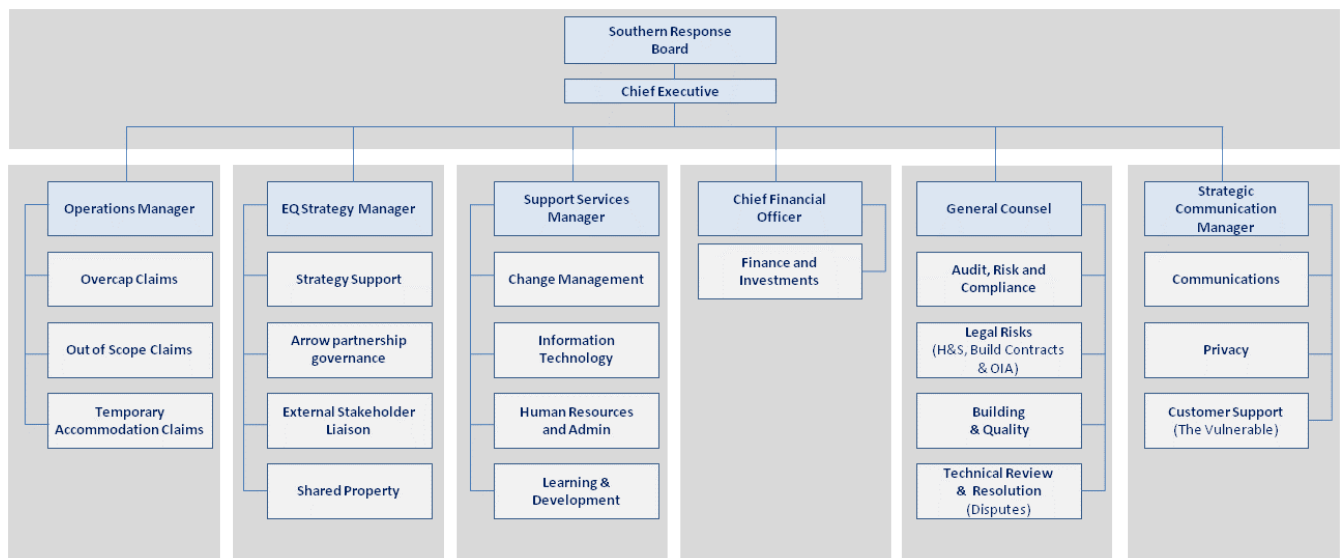 Southern Response
Board
Chief Executive
Operations Manager
Overcap Claims
Out of Scope Claims
Temporary
Accommodation Claims
EQ Strategy Manager
Strategy Support
Arrow partnership
governance
External Stakeholder
Liaison
Shared Property
Support Services
Manager
Change Management
Information
Technology
Human Resources
and Admin
Learning &
Development
Chief Financial
Officer
Finance and
Investments
General Counsel
Audit, Risk and
Compliance
Legal Risks
(H&S, Build Contracts
& OIA)
Building
& Quality
Technical Review
& Resolution
(Disputes)
Strategic
Communication
Manager
Communications
Privacy
Customer Support
(The Vulnerable)